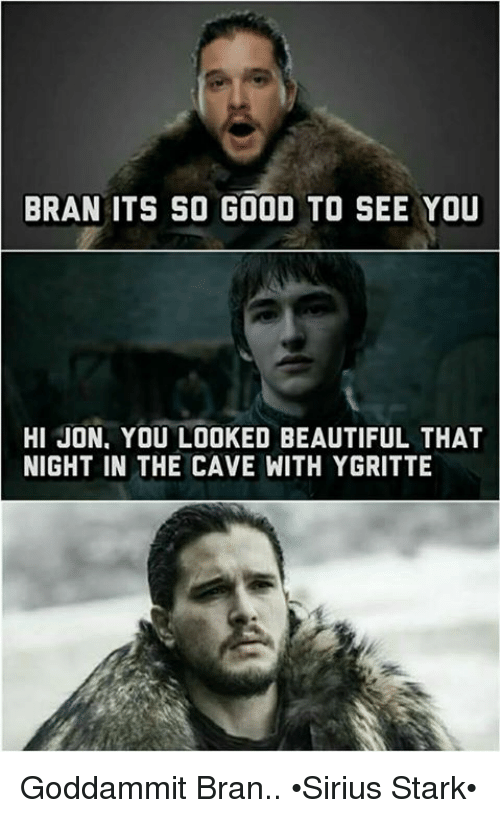 BRAN ITS SO GOOD TO SEE YOU
HI JON, YOU LOOKED BEAUTIFUL THAT
NIGHT IN THE CAVE WITH YGRITTE
Goddammit Bran.. •Sirius Stark•